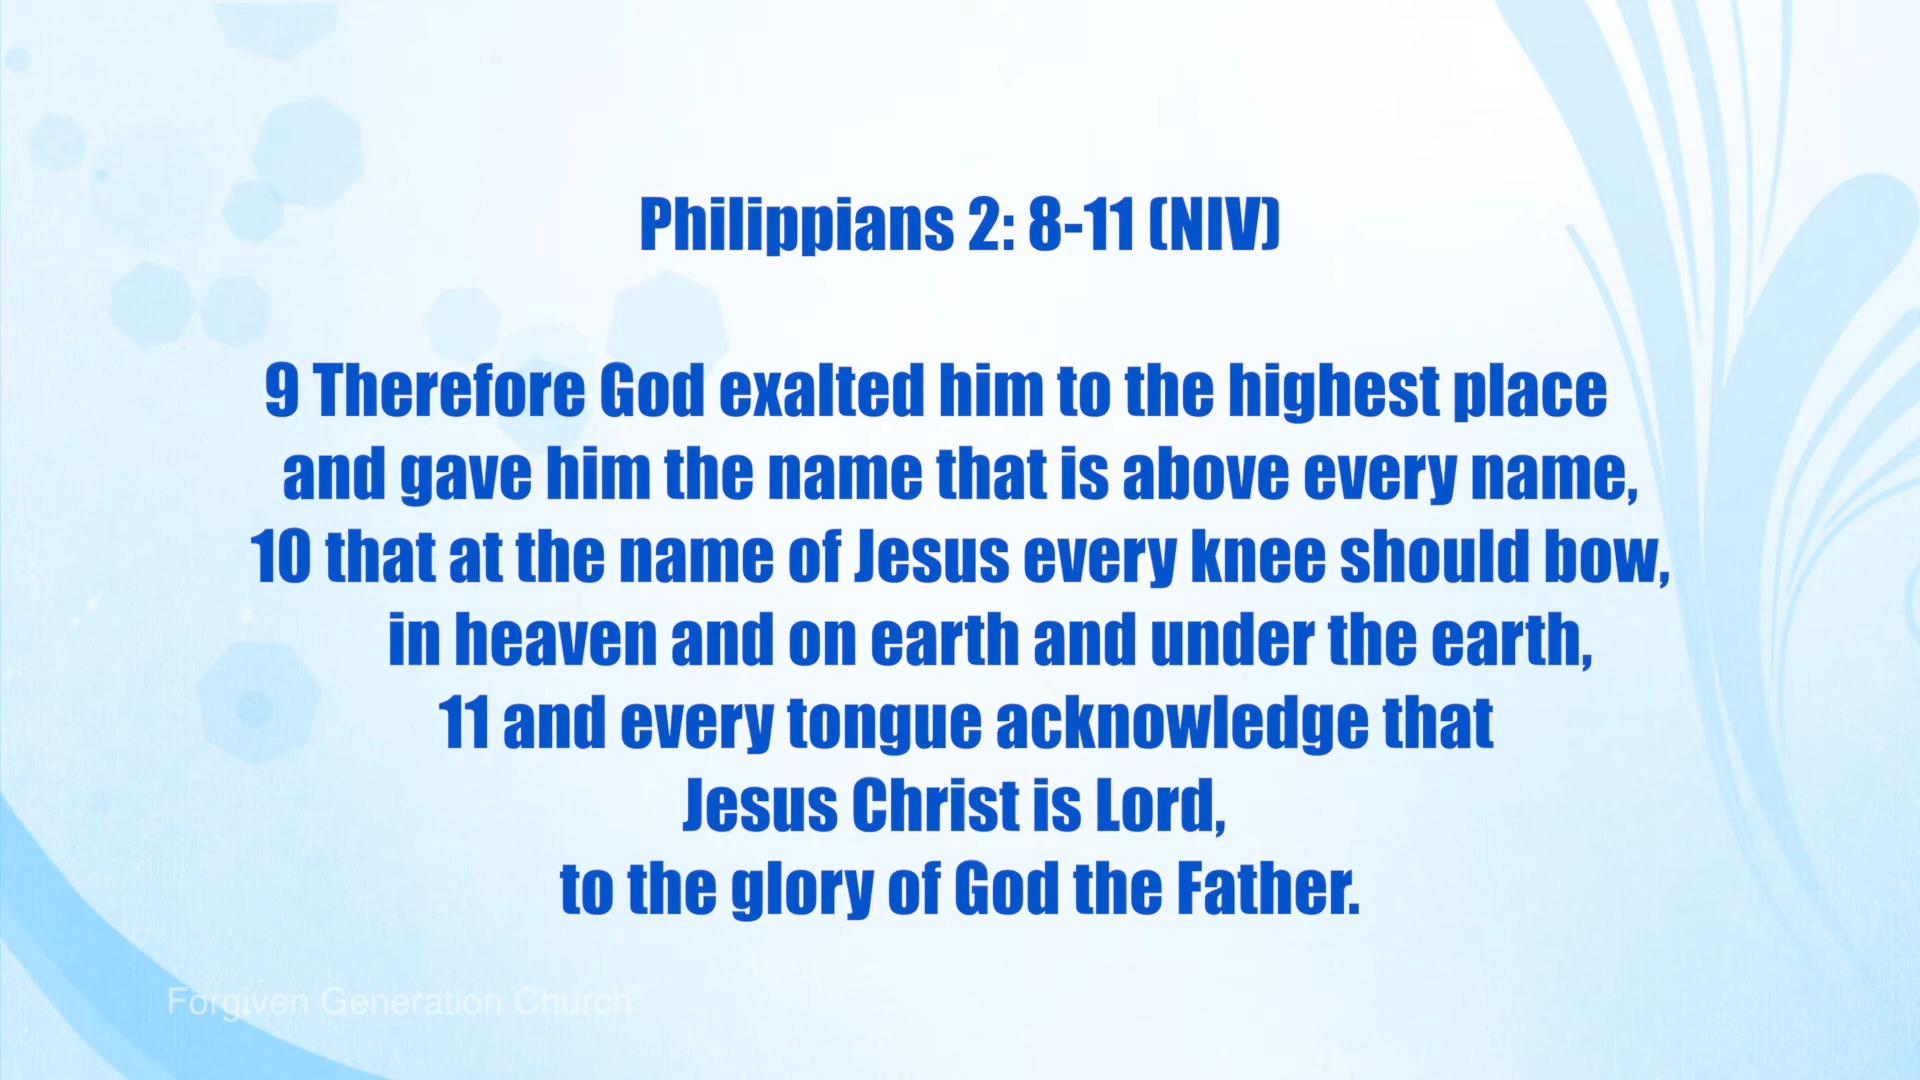 Philippians 2: 8-11 (NIV)
9 Therefore God exalted him to the highest place
and gave him the name that is above every name,
10 that at the name of Jesus every knee should bow,
in heaven and on earth and under the earth,
11 and every tongue acknowledge that
Jesus Christ is Lord,
to the glory of God the Father.
Forgiven Generation Church